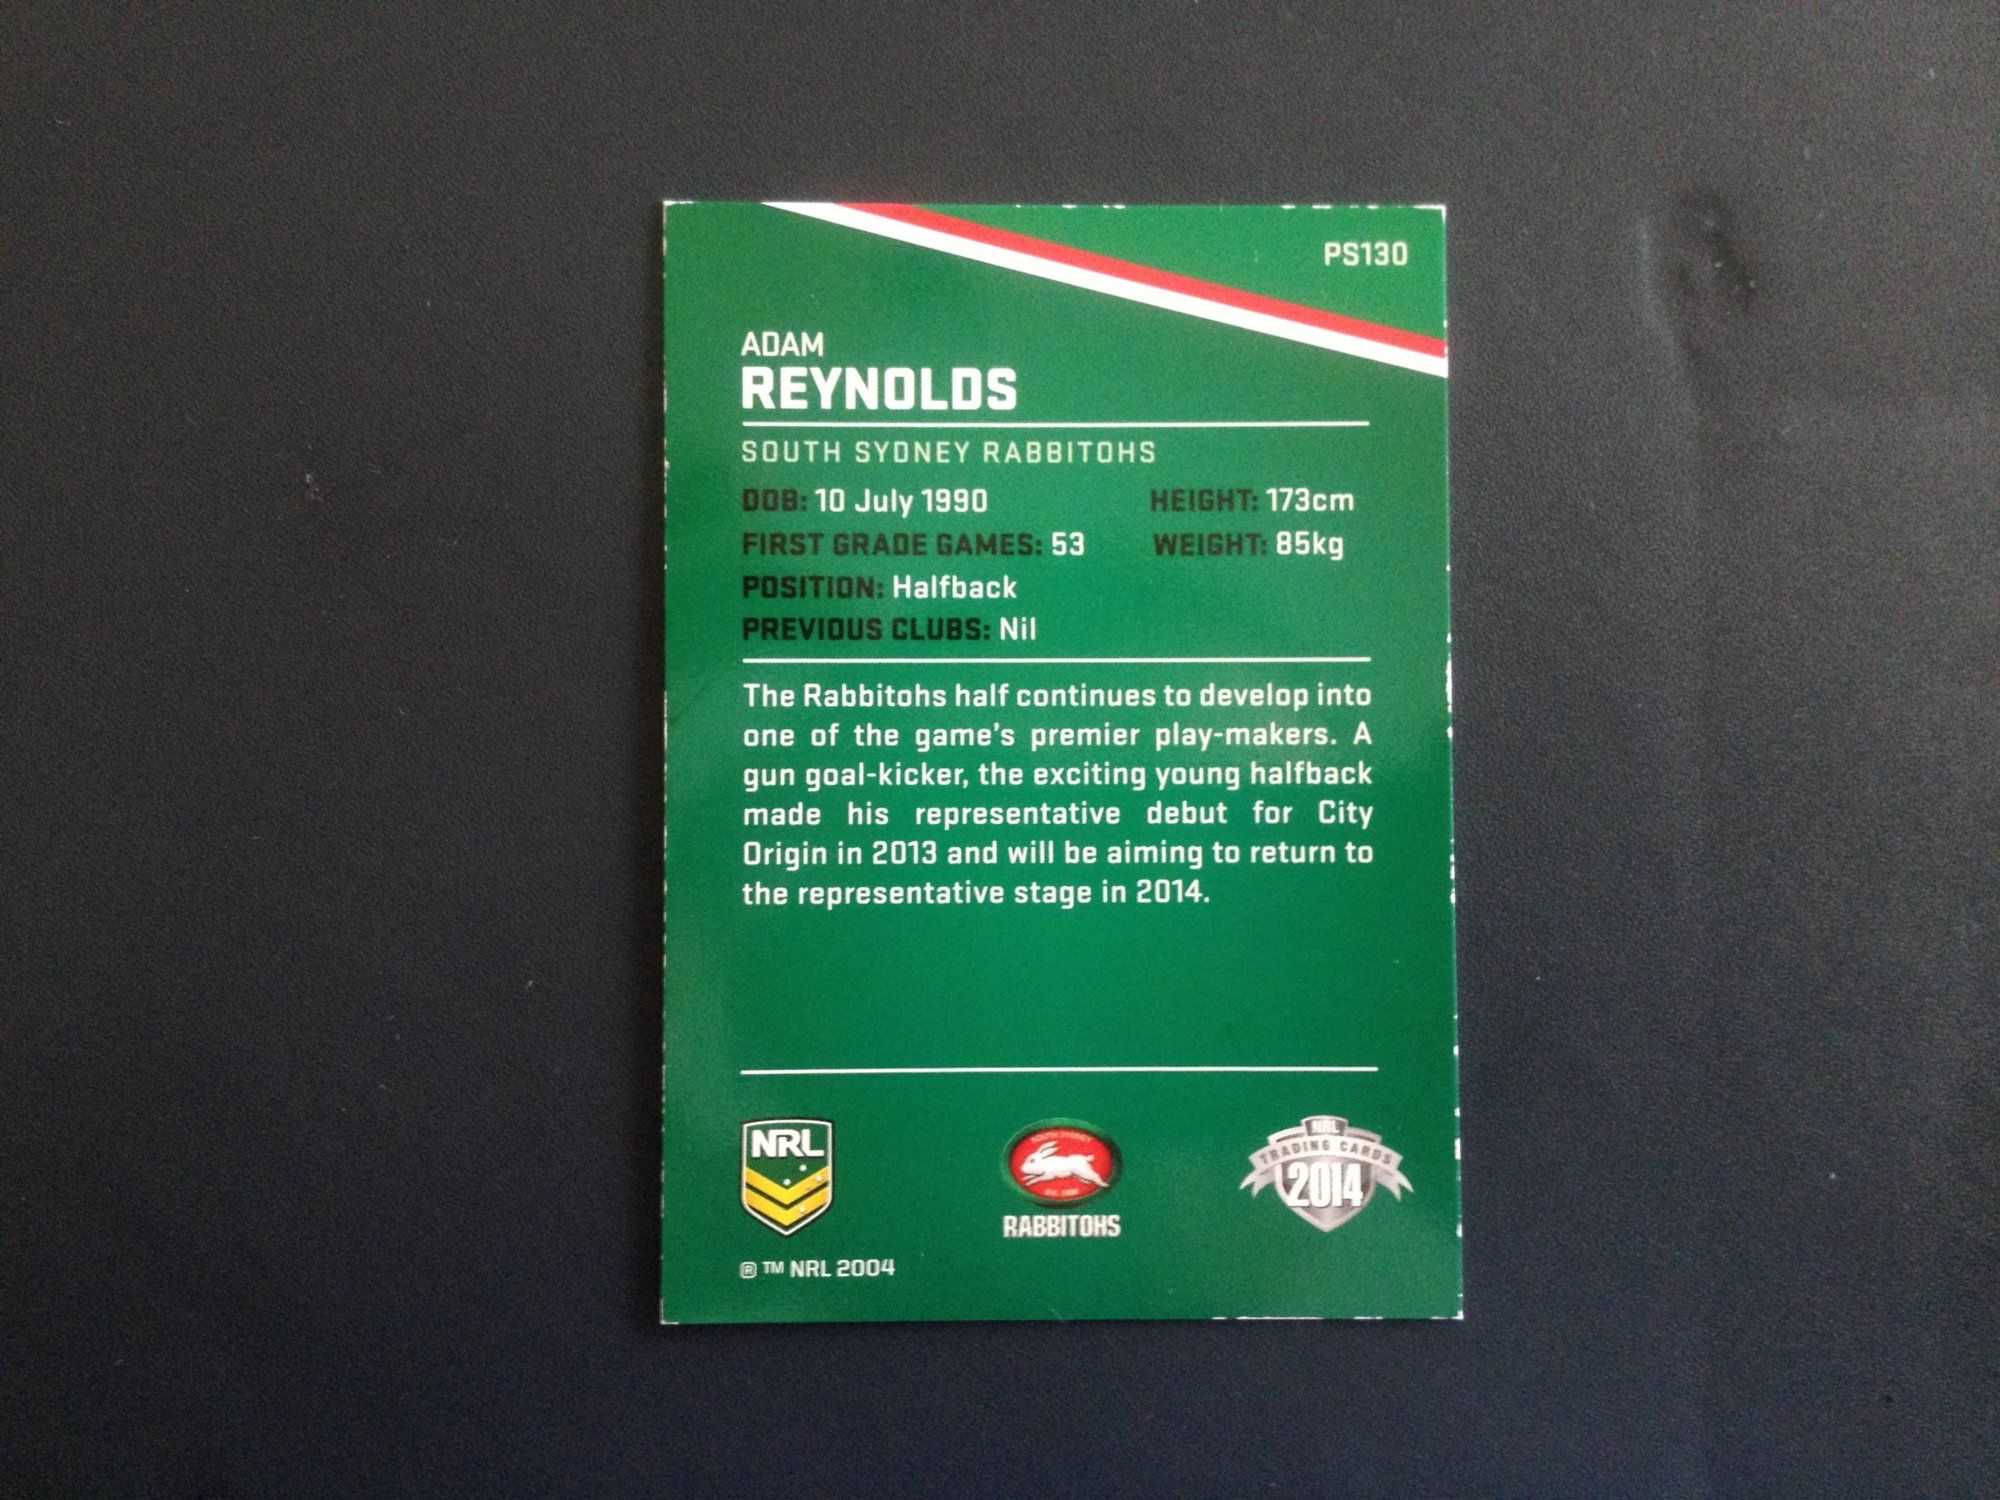 PS130
ADAM
REYNOLDS
SOUTH SYDNEY RABBITOHS
DOB: 10 July 1990 HEIGHT: 173cm
FIRST GRADE GAMES: 53 WEIGHT: 85kg
POSITION: Halfback
PREVIOUS CLUBS: Nil
The Rabbitohs half continues to develop into
one of the game's premier play-makers. A
gun goal-kicker, the exciting young halfback
made his representative debut for City
Origin in 2013 and will be aiming to return to
the representative stage in 2014.
NRL
SOUTH SYDNEY
RABBITOHS
NRL
TRADING CARDS
2014
® ™ NRL 2004